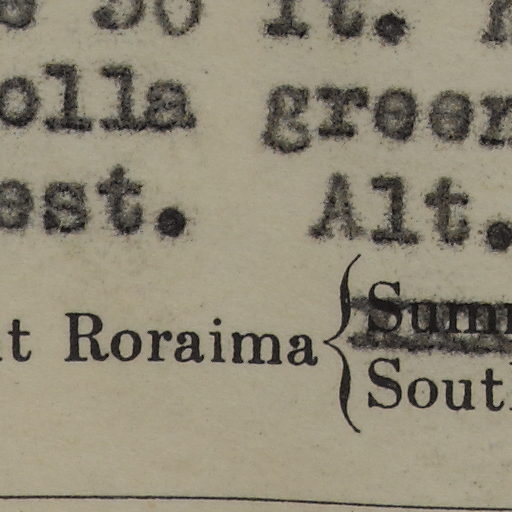 50 ft.
olla green
est. Alt.
t Roraima { Summ
South